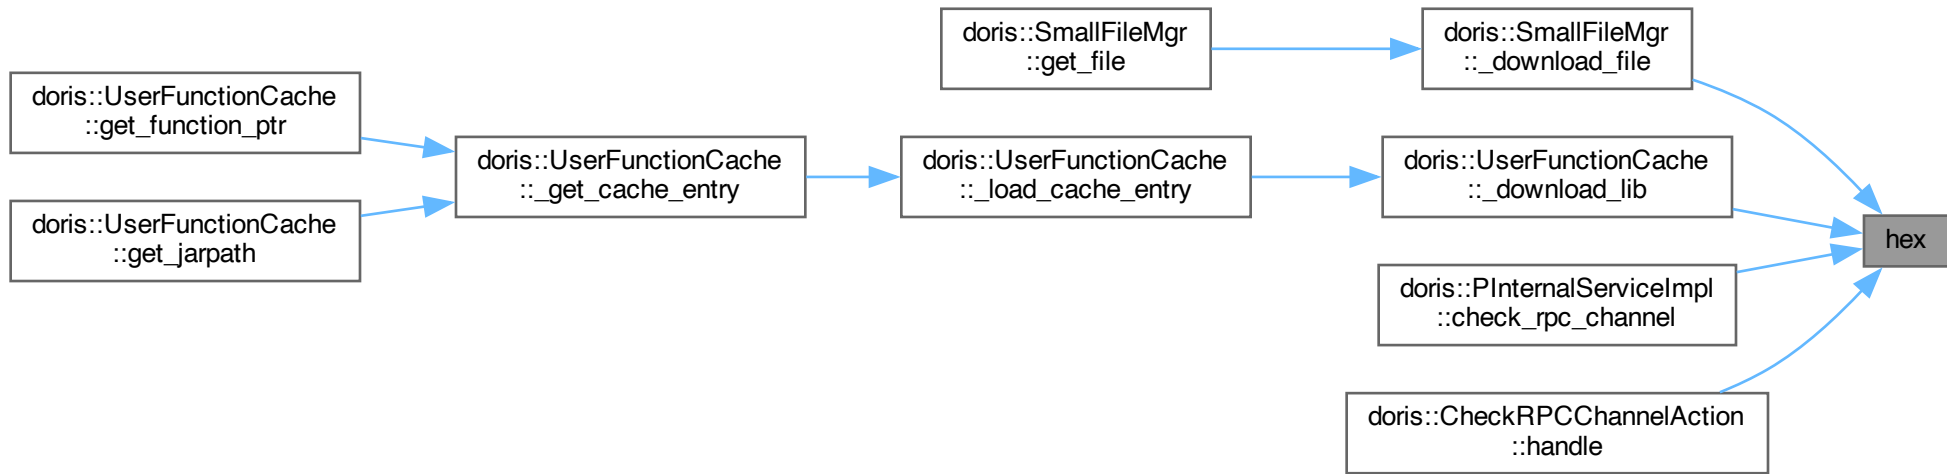 doris::SmallFileMgr
::get_file
doris::SmallFileMgr
::_download_file
doris::UserFunctionCache
::get_function_ptr
doris::UserFunctionCache
::_get_cache_entry
doris::UserFunctionCache
::_load_cache_entry
doris::UserFunctionCache
::_download_lib
doris::UserFunctionCache
::get_jarpath
hex
doris::PInternalServiceImpl
::check_rpc_channel
doris::CheckRPCChannelAction
::handle